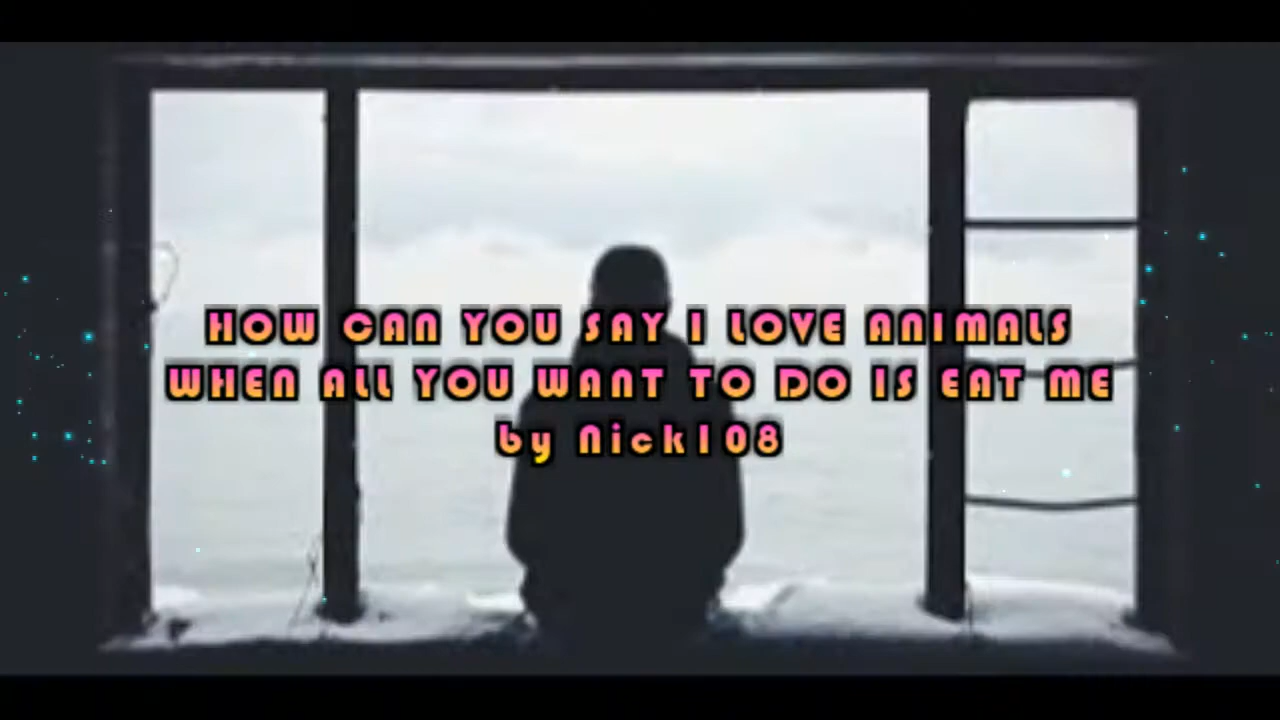 HOW CAN YOU SAY I LOVE ANIMALS
WHEN ALL YOU WANT TO DO IS EAT ME
by Nick108